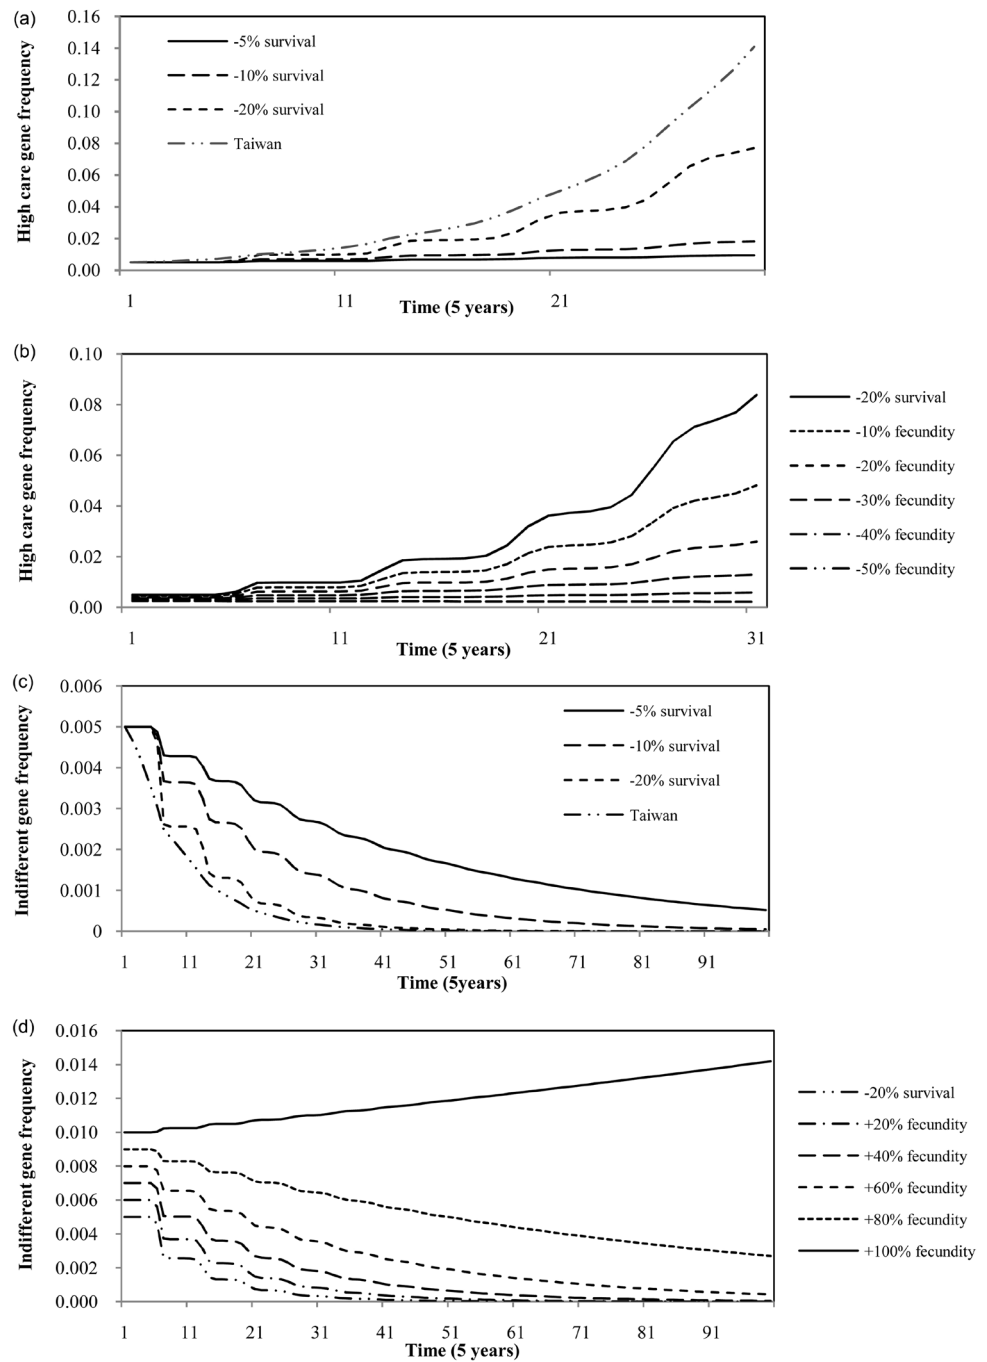 (a)
High care gene frequency
0.16
0.14
0.12
0.10
0.08
0.06
0.04
0.02
0.00
-5% survival
-10% survival
-20% survival
Taiwan
1 11 21
Time (5 years)
(b)
High care gene frequency
0.10
0.08
0.06
0.04
0.02
0.00
1 11 21 31
Time (5 years)
-20% survival
-10% fecundity
-20% fecundity
-30% fecundity
-40% fecundity
-50% fecundity
(c)
Indifferent gene frequency
0.006
0.005
0.004
0.003
0.002
0.001
0
-5% survival
-10% survival
-20% survival
Taiwan
1 11 21 31 41 51 61 71 81 91
Time (5years)
(d)
Indifferent gene frequency
0.016
0.014
0.012
0.010
0.008
0.006
0.004
0.002
0.000
1 11 21 31 41 51 61 71 81 91
Time (5 years)
-20% survival
+20% fecundity
+40% fecundity
+60% fecundity
+80% fecundity
+100% fecundity